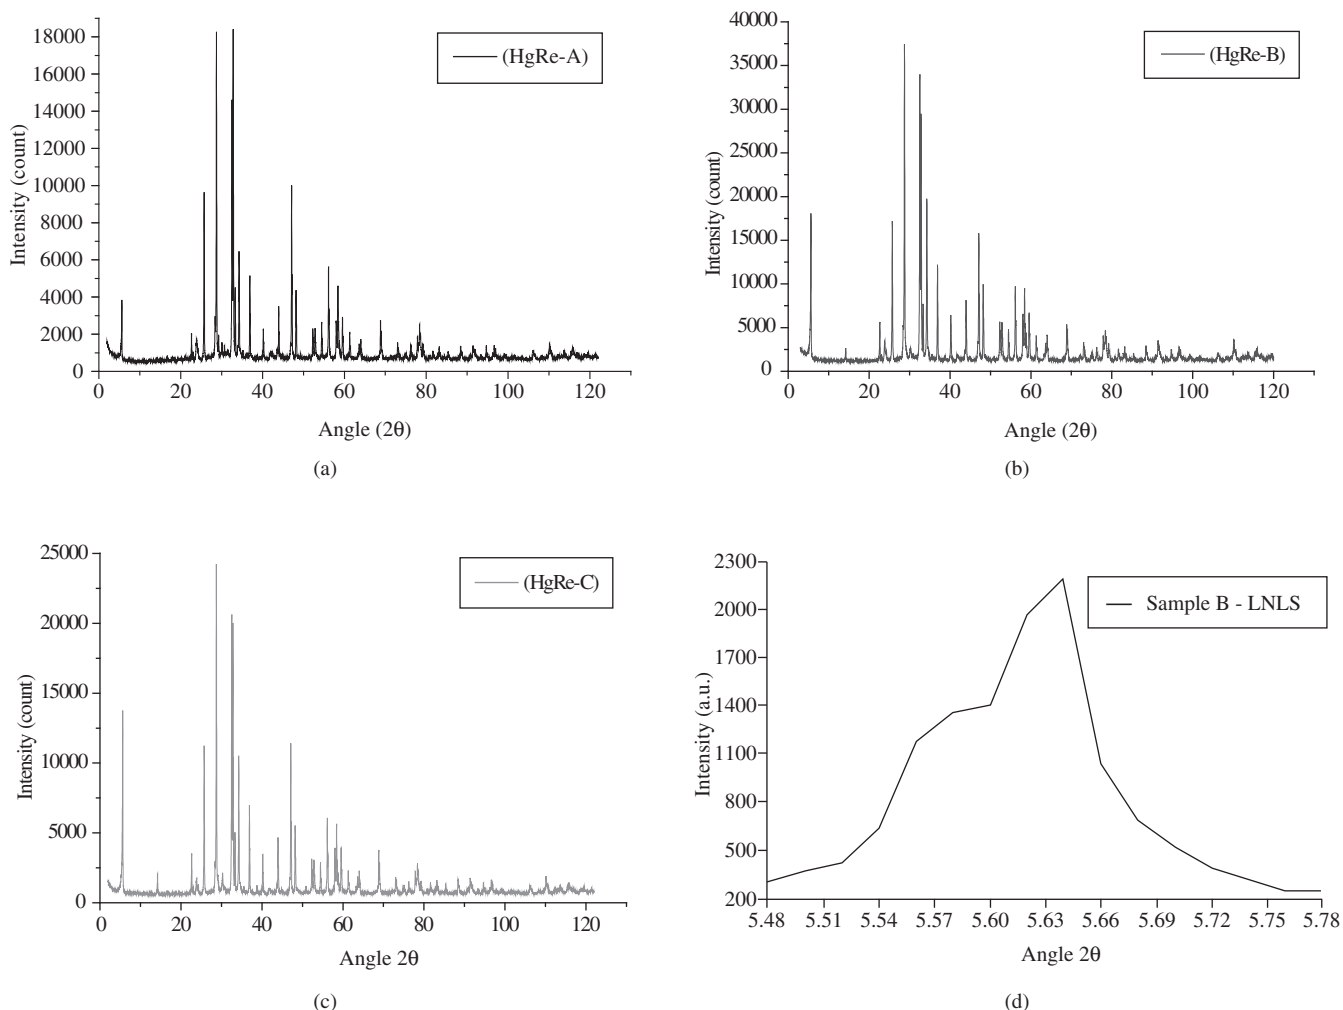 (HgRe-A)
18000
16000
14000
12000
10000
8000
6000
4000
2000
0
Intensity (count)
0 20 40 60 80 100 120
Angle (2θ)
(a)
(HgRe-B)
40000
35000
30000
25000
20000
15000
10000
5000
0
Intensity (count)
0 20 40 60 80 100 120
Angle (2θ)
(b)
(HgRe-C)
25000
20000
15000
10000
5000
0
Intensity (count)
0 20 40 60 80 100 120
Angle 2θ
(c)
Sample B - LNLS
2300
2000
1700
1400
1100
800
500
200
Intensity (a.u.)
5.48 5.51 5.54 5.57 5.60 5.63 5.66 5.69 5.72 5.75 5.78
Angle 2θ
(d)